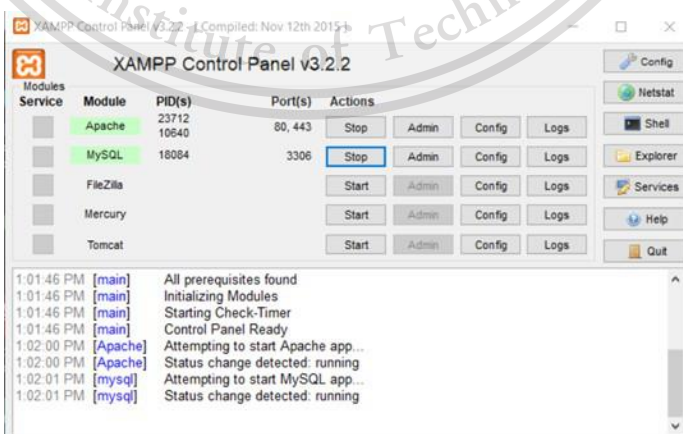 XAMPP Control Panel v3.2.2 [ Compiled: Nov 12th 2015 ]
itute of Techn
XAMPP Control Panel v3.2.2
Config
Modules
Service Module PID(s) Port(s) Actions
Netstat
Apache 23712 10640 80, 443 Stop Admin Config Logs
Shell
MySQL 18084 3306 Stop Admin Config Logs
Explorer
FileZilla Start Admin Config Logs
Services
Mercury Start Admin Config Logs
Help
Tomcat Start Admin Config Logs
Quit
1:01:46 PM [main] All prerequisites found
1:01:46 PM [main] Initializing Modules
1:01:46 PM [main] Starting Check-Timer
1:01:46 PM [main] Control Panel Ready
1:02:00 PM [Apache] Attempting to start Apache app...
1:02:00 PM [Apache] Status change detected: running
1:02:01 PM [mysql] Attempting to start MySQL app...
1:02:01 PM [mysql] Status change detected: running